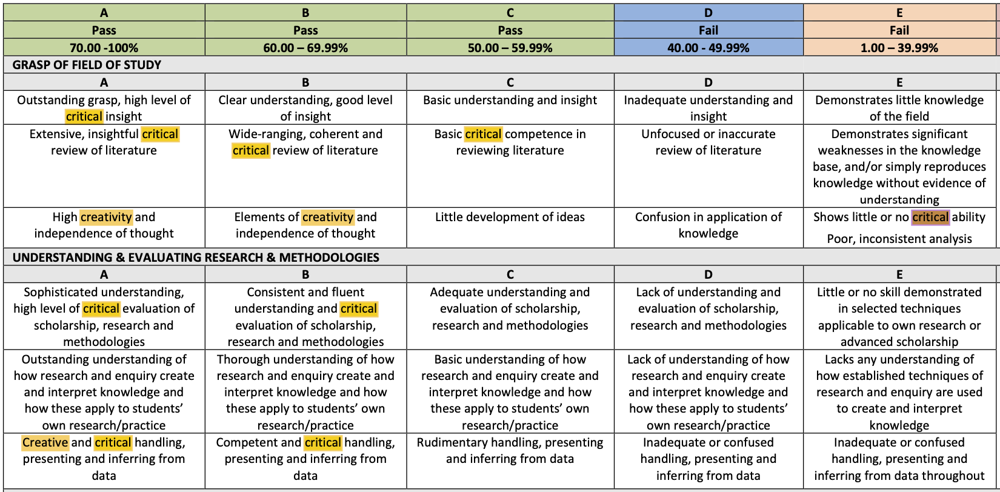 A B C D E
Pass Pass Pass Fail Fail
70.00 -100% 60.00 – 69.99% 50.00 – 59.99% 40.00 - 49.99% 1.00 – 39.99%
GRASP OF FIELD OF STUDY
A B C D E
Outstanding grasp, high level of
critical insight
Clear understanding, good level
of insight
Basic understanding and insight
Inadequate understanding and
insight
Demonstrates little knowledge
of the field
Extensive, insightful critical
review of literature
Wide-ranging, coherent and
critical review of literature
Basic critical competence in
reviewing literature
Unfocused or inaccurate
review of literature
Demonstrates significant
weaknesses in the knowledge
base, and/or simply reproduces
knowledge without evidence of
understanding
High creativity and
independence of thought
Elements of creativity and
independence of thought
Little development of ideas
Confusion in application of
knowledge
Shows little or no critical ability
Poor, inconsistent analysis
UNDERSTANDING & EVALUATING RESEARCH & METHODOLOGIES
A B C D E
Sophisticated understanding,
high level of critical evaluation of
scholarship, research and
methodologies
Consistent and fluent
understanding and critical
evaluation of scholarship,
research and methodologies
Adequate understanding and
evaluation of scholarship,
research and methodologies
Lack of understanding and
evaluation of scholarship,
research and methodologies
Little or no skill demonstrated
in selected techniques
applicable to own research or
advanced scholarship
Outstanding understanding of
how research and enquiry create
and interpret knowledge and
how these apply to students’
own research/practice
Thorough understanding of how
research and enquiry create and
interpret knowledge and how
these apply to students’ own
research/practice
Basic understanding of how
research and enquiry create and
interpret knowledge and how
these apply to students’ own
research/practice
Lack of understanding of how
research and enquiry create
and interpret knowledge and
how these apply to students’
own research/practice
Lacks any understanding of
how established techniques of
research and enquiry are used
to create and interpret
knowledge
Creative and critical handling,
presenting and inferring from
data
Competent and critical handling,
presenting and inferring from
data
Rudimentary handling, presenting
and inferring from data
Inadequate or confused
handling, presenting and
inferring from data
Inadequate or confused
handling, presenting and
inferring from data throughout